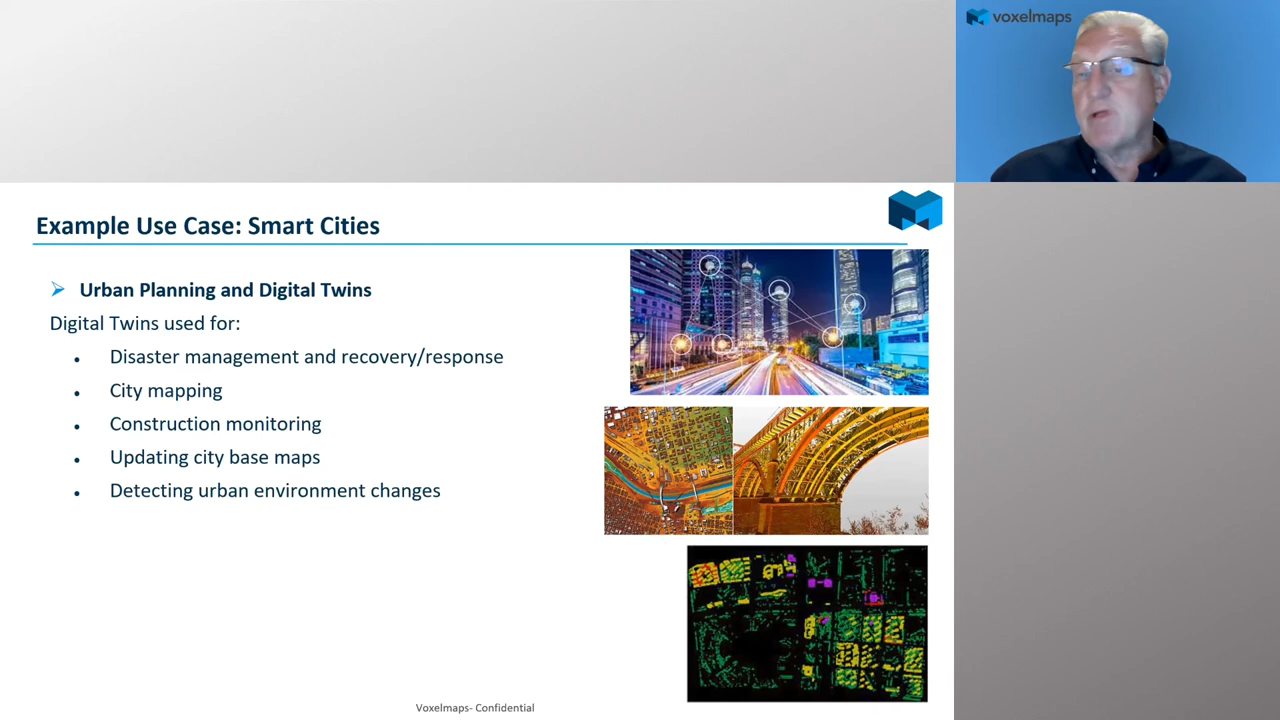 voxelmaps
Example Use Case: Smart Cities
Urban Planning and Digital Twins
Digital Twins used for:
Disaster management and recovery/response
City mapping
Construction monitoring
Updating city base maps
Detecting urban environment changes
Voxelmaps- Confidential